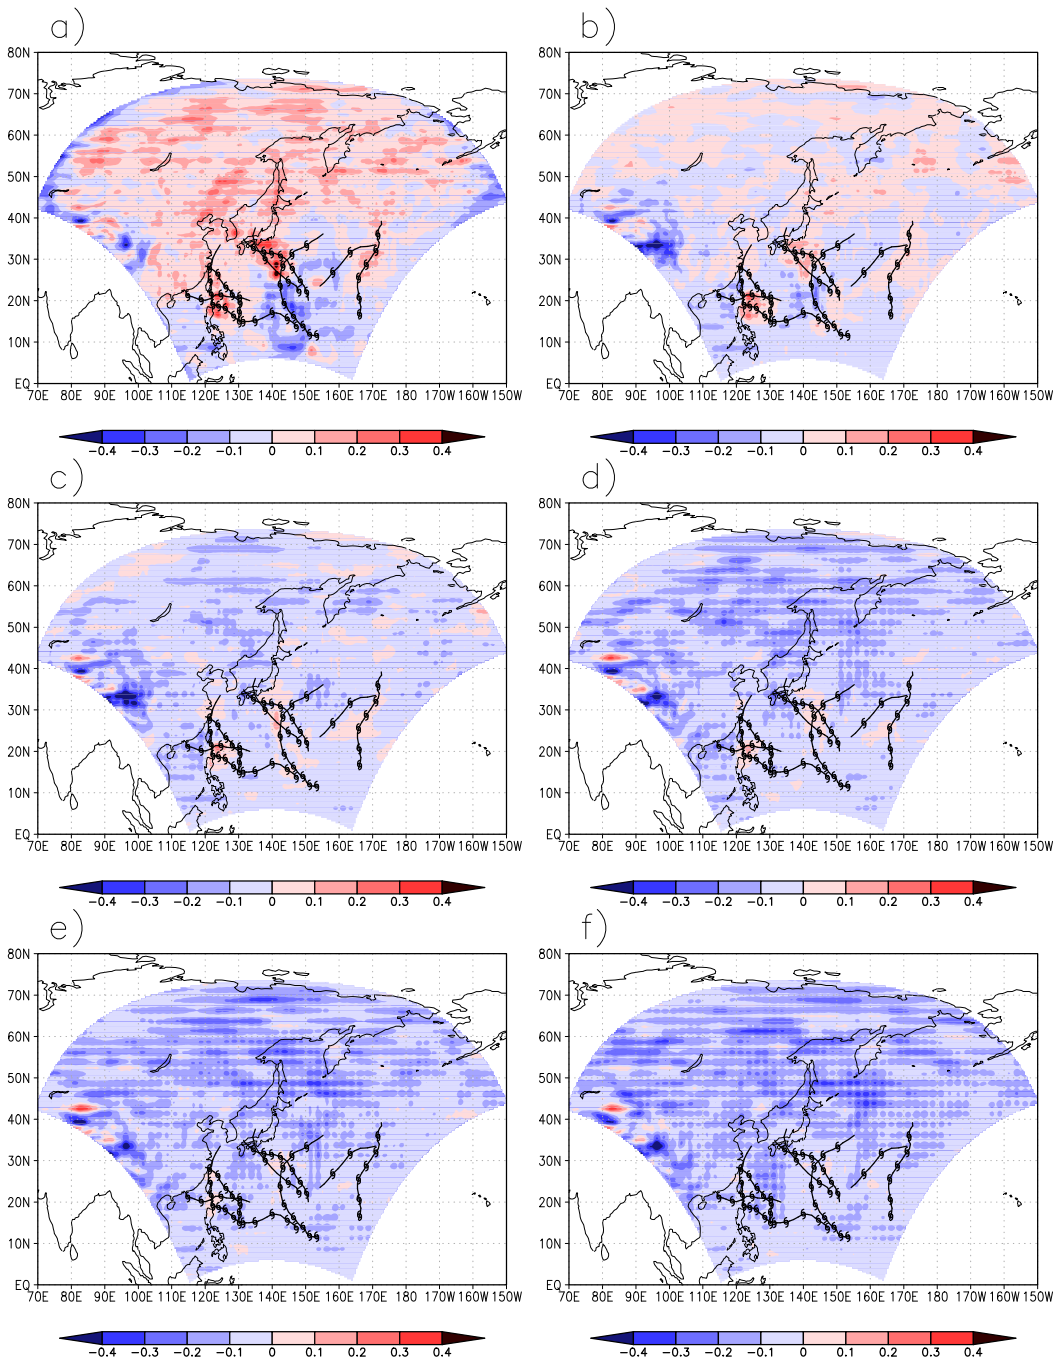 a) b)
80N 80N
70N 70N
60N 60N
50N 50N
40N 40N
30N 30N
20N 20N
10N 10N
EQ EQ
70E 80E 90E 100E 110E 120E 130E 140E 150E 160E 170E 180 170W 160W 150W 70E 80E 90E 100E 110E 120E 130E 140E 150E 160E 170E 180 170W 160W 150W
-0.4 -0.3 -0.2 -0.1 0 0.1 0.2 0.3 0.4 -0.4 -0.3 -0.2 -0.1 0 0.1 0.2 0.3 0.4
c) d)
80N 80N
70N 70N
60N 60N
50N 50N
40N 40N
30N 30N
20N 20N
10N 10N
EQ EQ
70E 80E 90E 100E 110E 120E 130E 140E 150E 160E 170E 180 170W 160W 150W 70E 80E 90E 100E 110E 120E 130E 140E 150E 160E 170E 180 170W 160W 150W
-0.4 -0.3 -0.2 -0.1 0 0.1 0.2 0.3 0.4 -0.4 -0.3 -0.2 -0.1 0 0.1 0.2 0.3 0.4
e) f)
80N 80N
70N 70N
60N 60N
50N 50N
40N 40N
30N 30N
20N 20N
10N 10N
EQ EQ
70E 80E 90E 100E 110E 120E 130E 140E 150E 160E 170E 180 170W 160W 150W 70E 80E 90E 100E 110E 120E 130E 140E 150E 160E 170E 180 170W 160W 150W
-0.4 -0.3 -0.2 -0.1 0 0.1 0.2 0.3 0.4 -0.4 -0.3 -0.2 -0.1 0 0.1 0.2 0.3 0.4